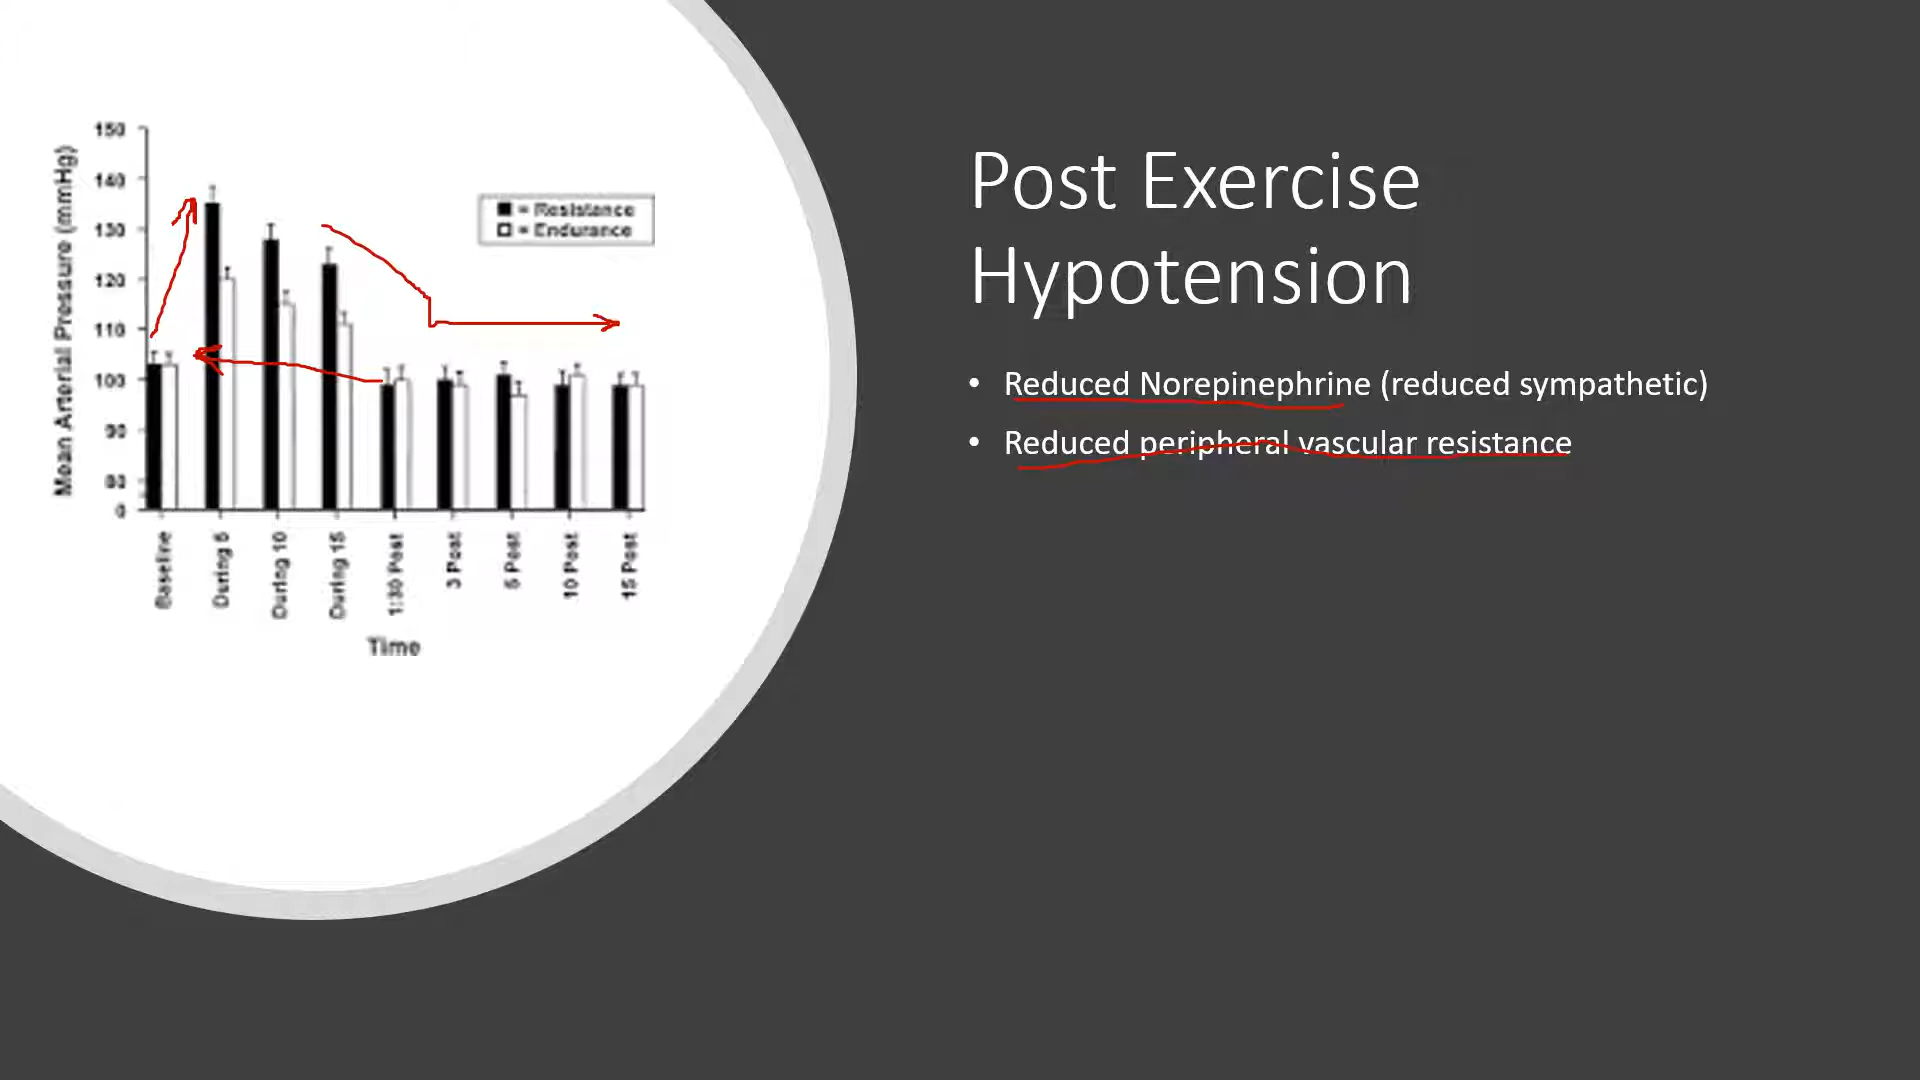 150
140
130
120
110
100
90
80
0
Mean Arterial Pressure (mmHg)
= Resistance
= Endurance
Baseline
During 5
During 10
During 15
1:30 Post
3 Post
5 Post
10 Post
15 Post
Time
Post Exercise
Hypotension
• Reduced Norepinephrine (reduced sympathetic)
• Reduced peripheral vascular resistance